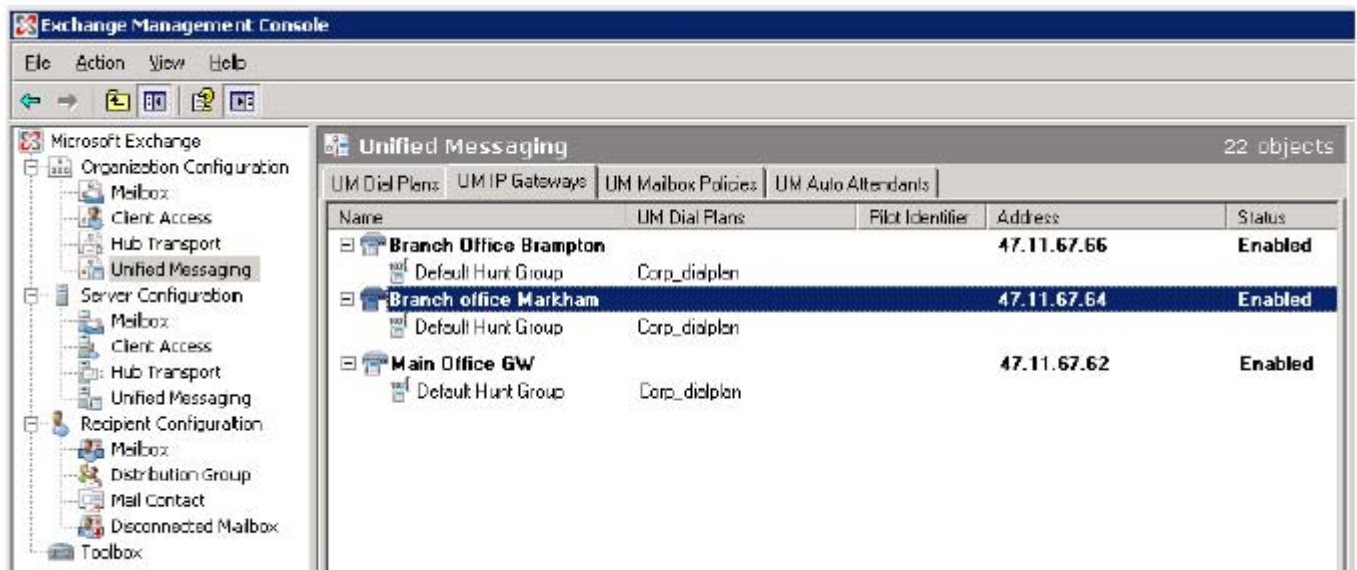 Exchange Management Console
File Action View Help
Microsoft Exchange
Organization Configuration
Mailbox
Client Access
Hub Transport
Unified Messaging
Server Configuration
Mailbox
Client Access
Hub Transport
Unified Messaging
Recipient Configuration
Mailbox
Distribution Group
Mail Contact
Disconnected Mailbox
Toolbox
Unified Messaging 22 objects
UM Dial Plans UM IP Gateways UM Mailbox Policies UM Auto Attendants
Name UM Dial Plans Pilot Identifier Address Status
Branch Office Brampton 47.11.67.66 Enabled
Default Hunt Group Corp_dialplan
Branch office Markham 47.11.67.64 Enabled
Default Hunt Group Corp_dialplan
Main Office GW 47.11.67.62 Enabled
Default Hunt Group Corp_dialplan